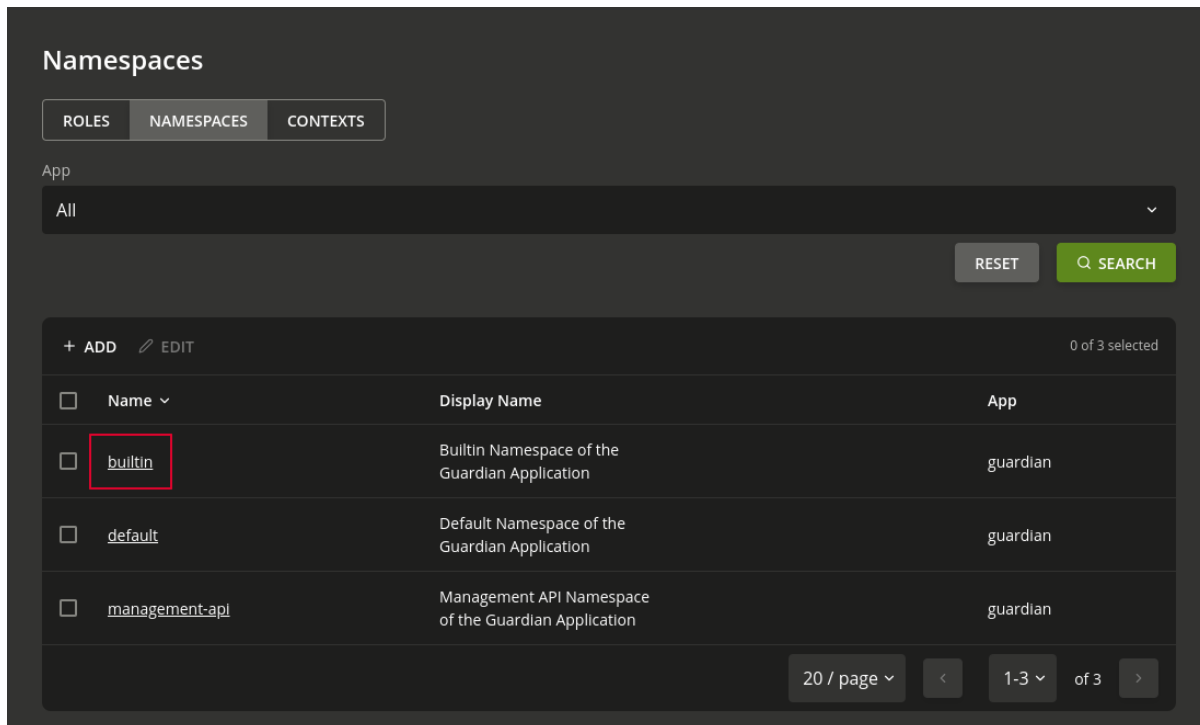 Namespaces
ROLES NAMESPACES CONTEXTS
App
All
RESET SEARCH
+ ADD EDIT 0 of 3 selected
Name Display Name App
builtin Builtin Namespace of the Guardian Application guardian
default Default Namespace of the Guardian Application guardian
management-api Management API Namespace of the Guardian Application guardian
20 / page 1-3 of 3